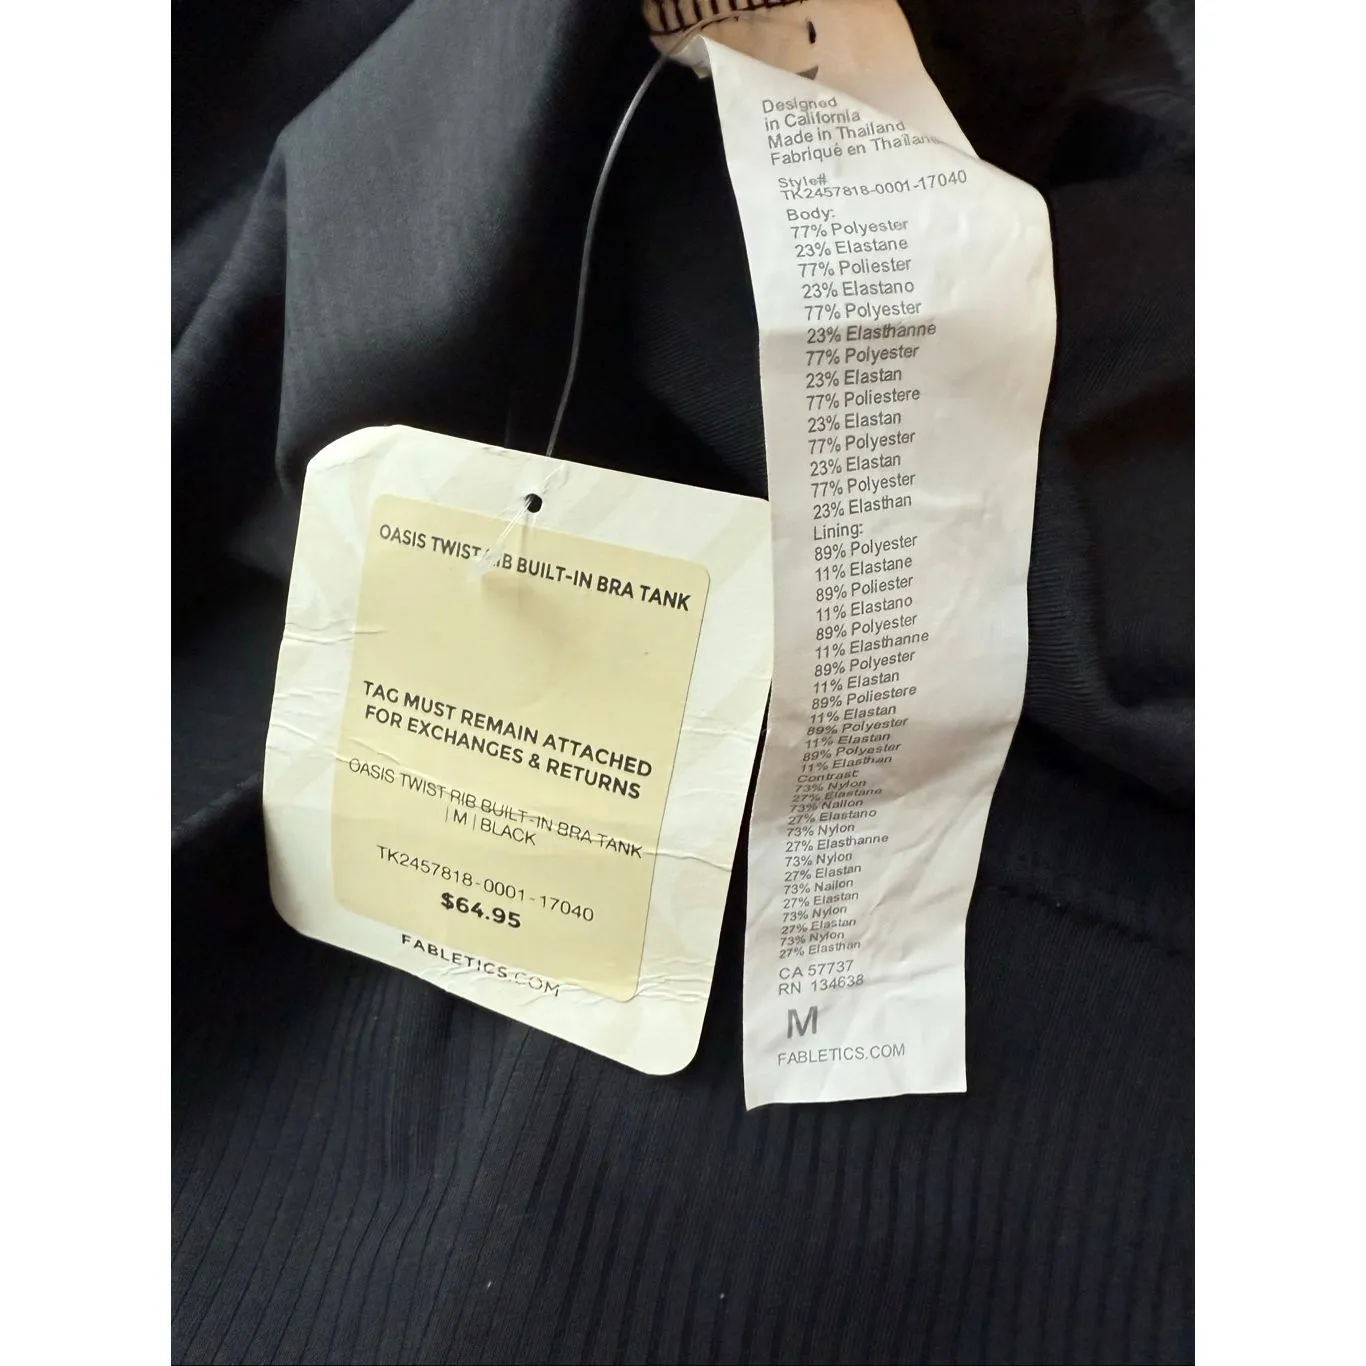 OASIS TWIST RIB BUILT-IN BRA TANK
TAG MUST REMAIN ATTACHED
FOR EXCHANGES & RETURNS
OASIS TWIST RIB BUILT-IN BRA TANK
| M | BLACK
TK2457818-0001-17040
$64.95
FABLETICS.COM
Designed
in California
Made in Thailand
Fabriqué en Thaïlande
Style#
TK2457818-0001-17040
Body:
77% Polyester
23% Elastane
77% Poliester
23% Elastano
77% Polyester
23% Elasthanne
77% Polyester
23% Elastan
77% Poliestere
23% Elastan
77% Polyester
23% Elastan
77% Polyester
23% Elasthan
Lining:
89% Polyester
11% Elastane
89% Poliester
11% Elastano
89% Polyester
11% Elasthanne
89% Polyester
11% Elastan
89% Poliestere
11% Elastan
89% Polyester
11% Elastan
89% Polyester
11% Elasthan
Contrast
73% Nylon
27% Elastane
73% Nailon
27% Elastano
73% Nylon
27% Elasthanne
73% Nylon
27% Elastan
73% Nailon
27% Elastan
73% Nylon
27% Elastan
73% Nylon
27% Elasthan
CA 57737
RN 134638
M
FABLETICS.COM